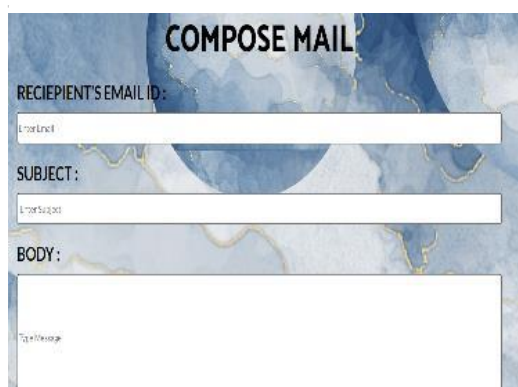 COMPOSE MAIL
RECIEPIENT'S EMAIL ID :
Enter Email
SUBJECT :
Enter Subject
BODY :
Type Message